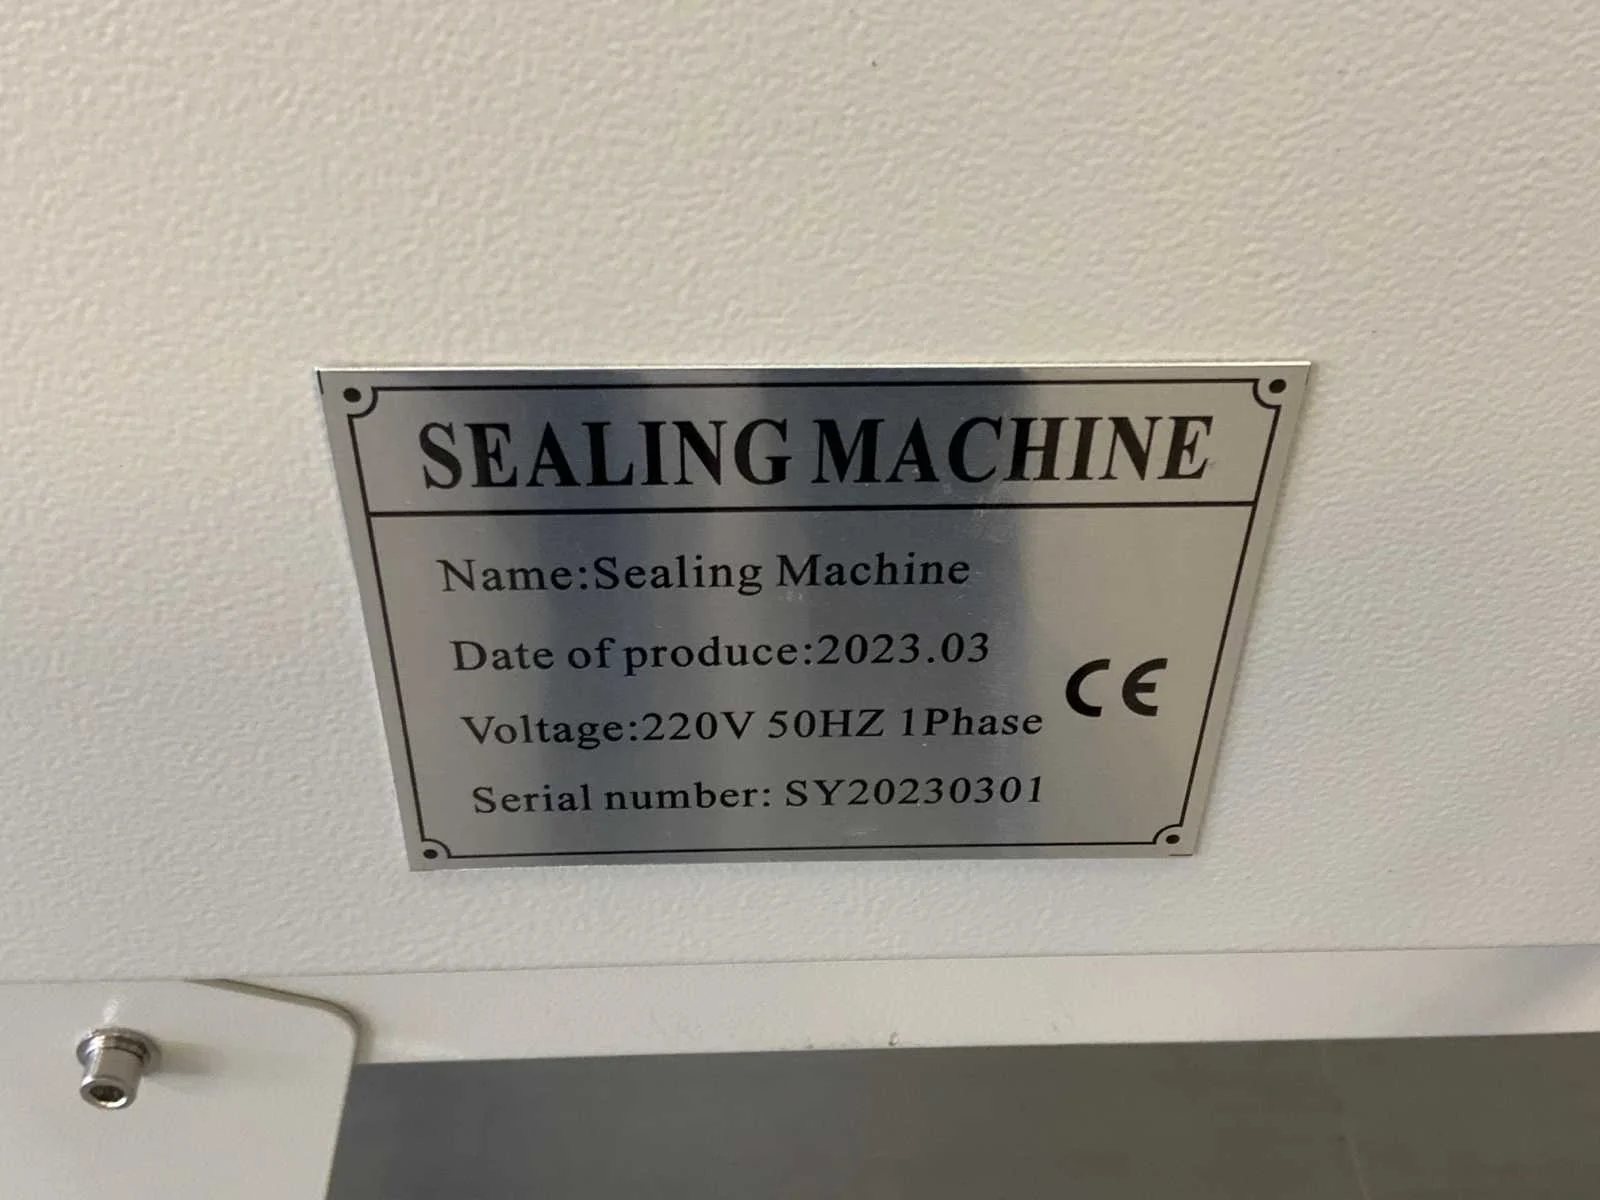 SEALING MACHINE
Name:Sealing Machine
Date of produce:2023.03
Voltage:220V 50HZ 1Phase
CE
Serial number: SY20230301